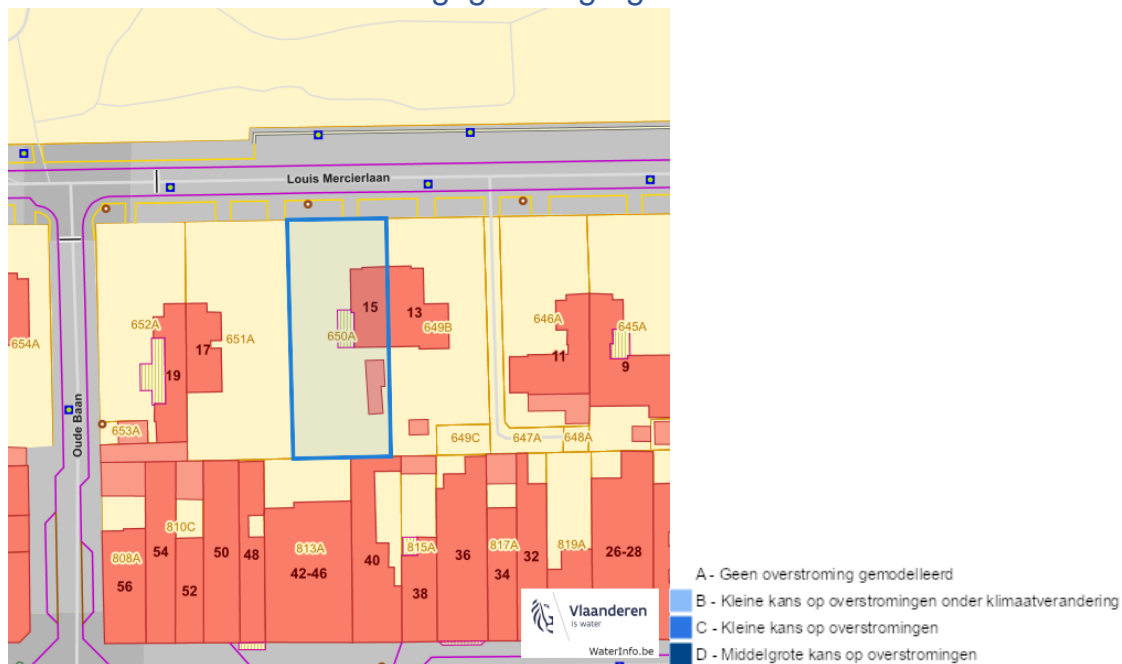 Louis Mercierlaan
15
13
652A
651A
650A
649B
646A
645A
654A
17
11
9
19
Oude Baan
653A
649C
647A
648A
810C
813A
815A
817A
819A
808A
54
50
48
40
36
32
26-28
56
52
42-46
38
34
Vlaanderen
is water
WaterInfo.be
A - Geen overstroming gemodelleerd
B - Kleine kans op overstromingen onder klimaatverandering
C - Kleine kans op overstromingen
D - Middelgrote kans op overstromingen